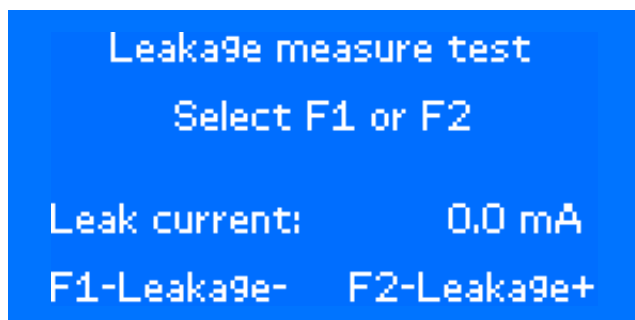 Leakage measure test
Select F1 or F2
Leak current: 0.0 mA
F1-Leakage- F2-Leakage+